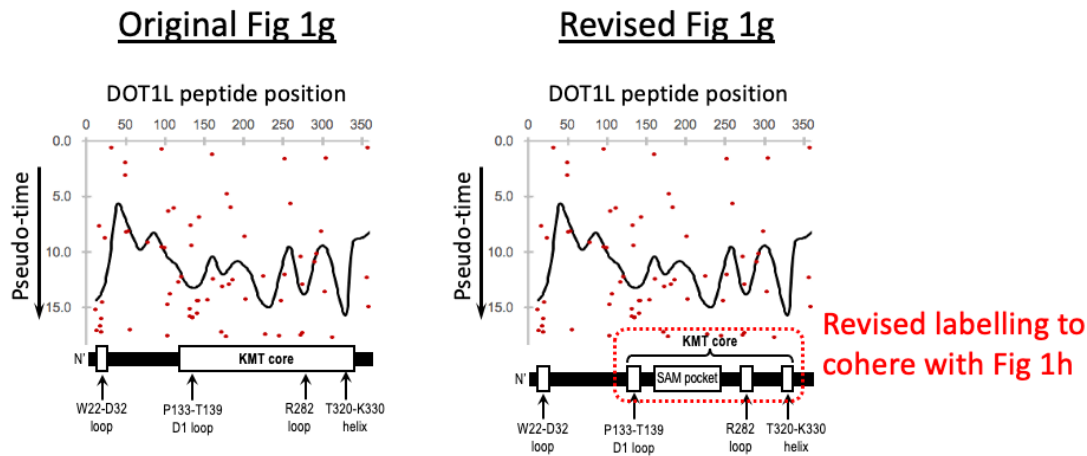 Original Fig 1g
DOT1L peptide position
0 50 100 150 200 250 300 350
0.0
5.0
10.0
15.0
Pseudo-time
N' KMT core
W22-D32 P133-T139 R282 T320-K330
loop D1 loop loop helix
Revised Fig 1g
DOT1L peptide position
0 50 100 150 200 250 300 350
0.0
5.0
10.0
15.0
Pseudo-time
KMT core
N' SAM pocket
W22-D32 P133-T139 R282 T320-K330
loop D1 loop loop helix
Revised labelling to
cohere with Fig 1h